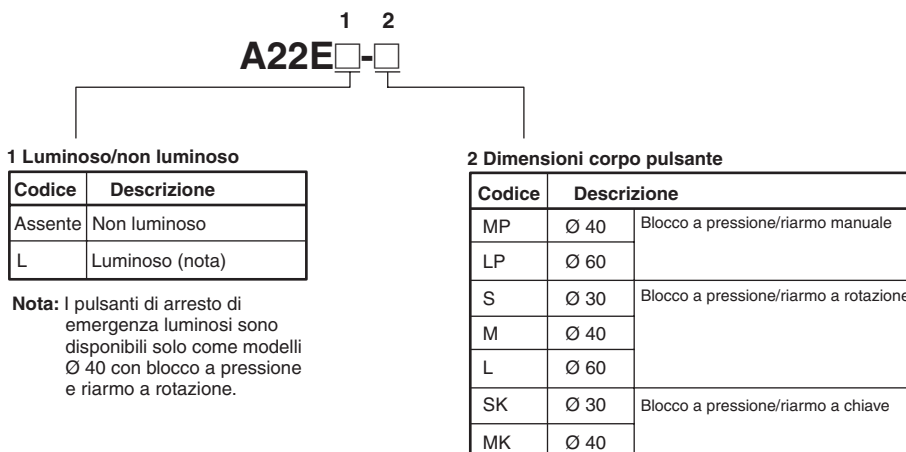 1 2
A22E□-□
1 Luminoso/non luminoso
Codice Descrizione
Assente Non luminoso
L Luminoso (nota)
Nota: I pulsanti di arresto di
emergenza luminosi sono
disponibili solo come modelli
Ø 40 con blocco a pressione
e riarmo a rotazione.
2 Dimensioni corpo pulsante
Codice Descrizione
MP Ø 40 Blocco a pressione/riarmo manuale
LP Ø 60
S Ø 30 Blocco a pressione/riarmo a rotazione
M Ø 40
L Ø 60
SK Ø 30 Blocco a pressione/riarmo a chiave
MK Ø 40